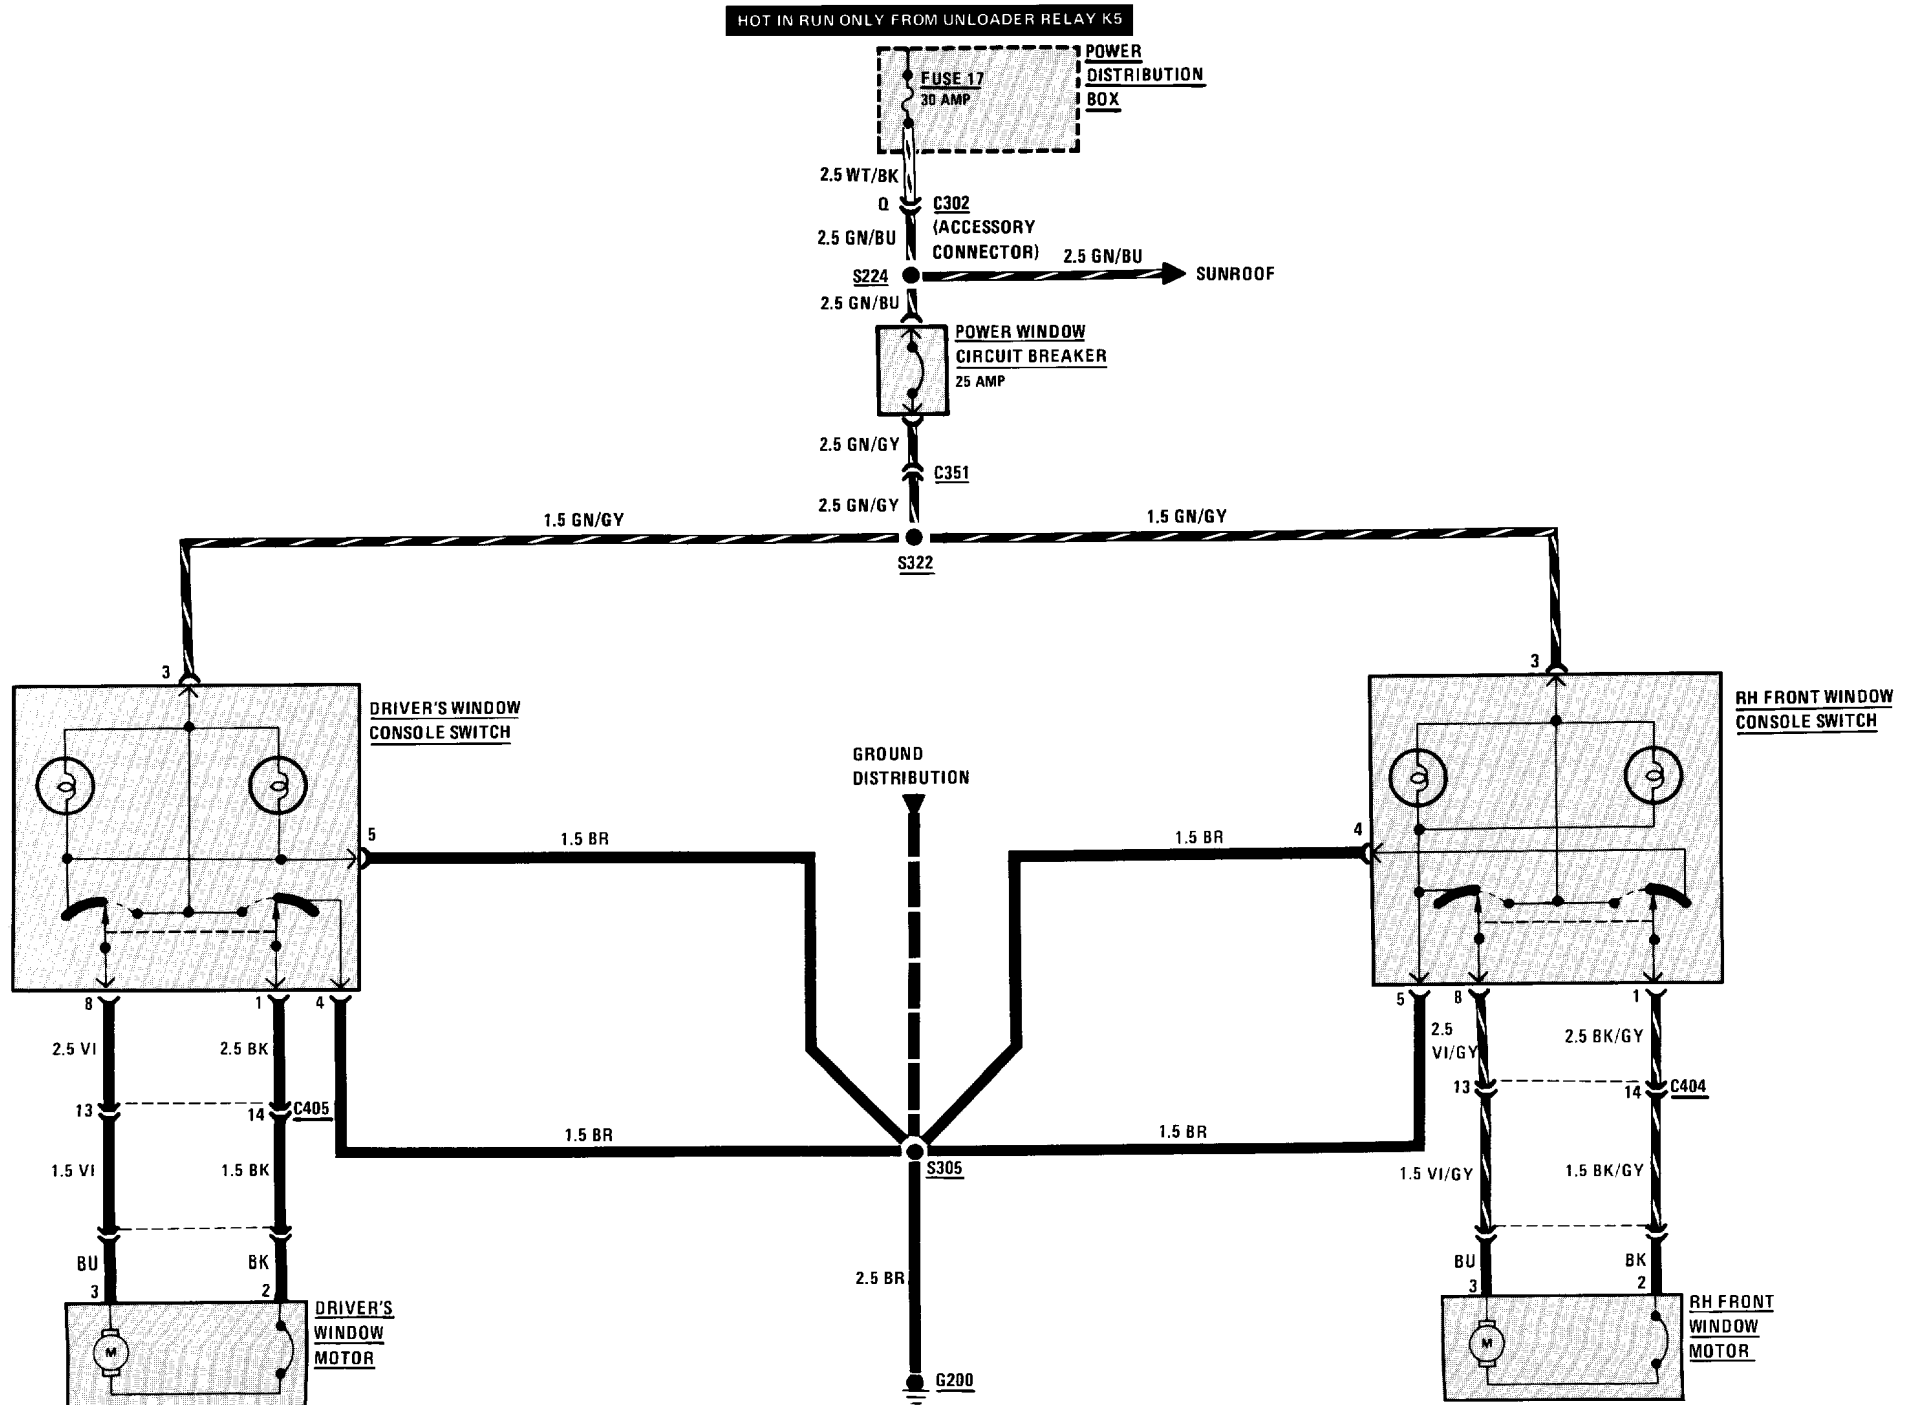 HOT IN RUN ONLY FROM UNLOADER RELAY K5
POWER
DISTRIBUTION
BOX
FUSE 17
30 AMP
2.5 WT/BK
Q
C302
(ACCESSORY
CONNECTOR)
2.5 GN/BU
2.5 GN/BU
S224
SUNROOF
2.5 GN/BU
POWER WINDOW
CIRCUIT BREAKER
25 AMP
2.5 GN/GY
C351
2.5 GN/GY
1.5 GN/GY
1.5 GN/GY
S322
3
3
DRIVER'S WINDOW
CONSOLE SWITCH
RH FRONT WINDOW
CONSOLE SWITCH
GROUND
DISTRIBUTION
5
1.5 BR
1.5 BR
4
8
1
4
5
8
1
2.5 VI
2.5 BK
2.5
VI/GY
2.5 BK/GY
13
14
C405
13
14
C404
1.5 BR
1.5 BR
S305
1.5 VI
1.5 BK
1.5 VI/GY
1.5 BK/GY
BU
BK
2.5 BR
BU
BK
3
2
3
2
DRIVER'S
WINDOW
MOTOR
M
RH FRONT
WINDOW
MOTOR
M
G200